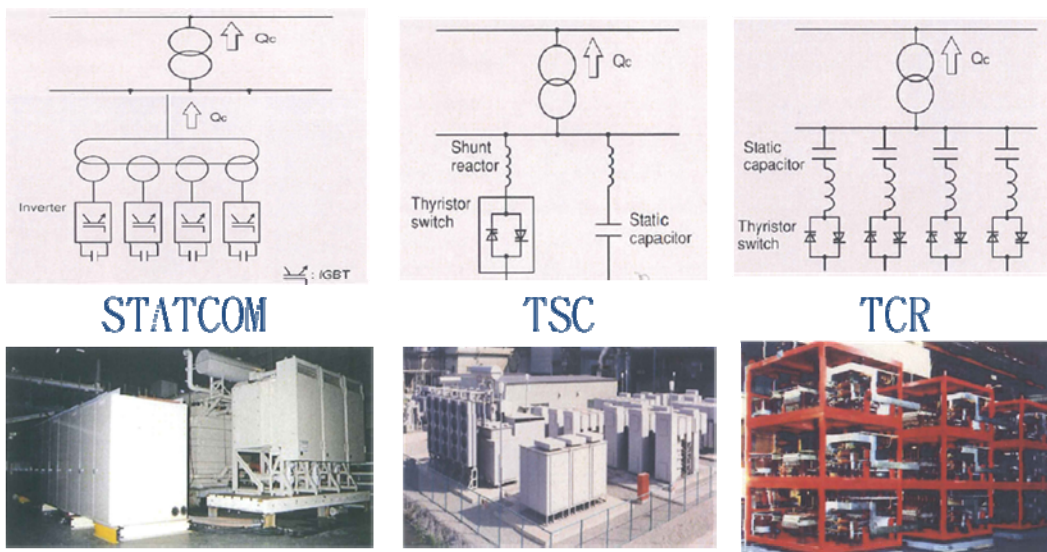 Qc
Qc
Inverter
: IGBT
Qc
Shunt
reactor
Thyristor
switch
Static
capacitor
Qc
Static
capacitor
Thyristor
switch
STATCOM
TSC
TCR